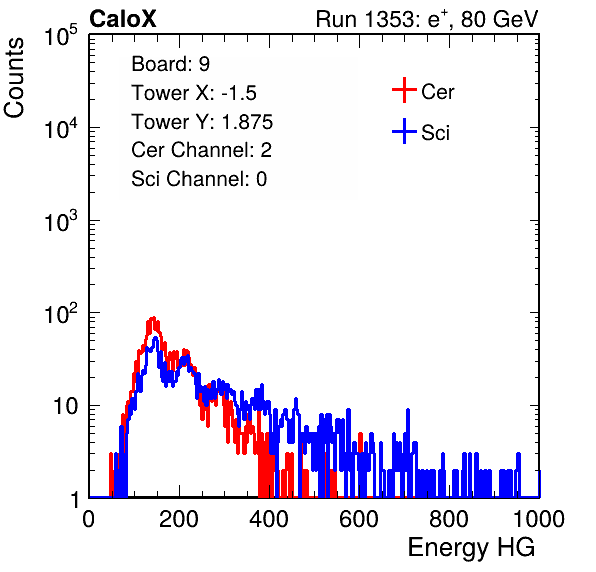 CaloX Run 1353: e⁺, 80 GeV
Counts
10⁵
10⁴
10³
10²
10
1
Board: 9
Tower X: -1.5
Tower Y: 1.875
Cer Channel: 2
Sci Channel: 0
Cer
Sci
0 200 400 600 800 1000
Energy HG